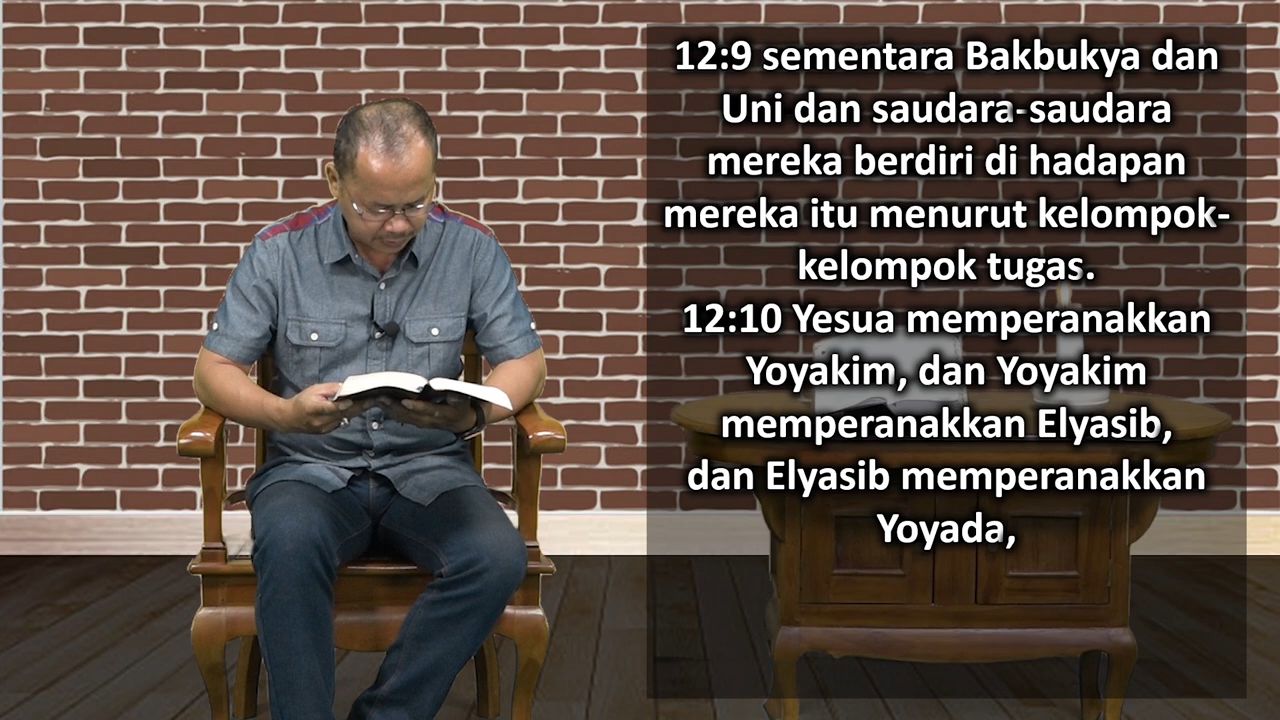 12:9 sementara Bakbukya dan
Uni dan saudara-saudara
mereka berdiri di hadapan
mereka itu menurut kelompok-
kelompok tugas.
12:10 Yesua memperanakkan
Yoyakim, dan Yoyakim
memperanakkan Elyasib,
dan Elyasib memperanakkan
Yoyada,